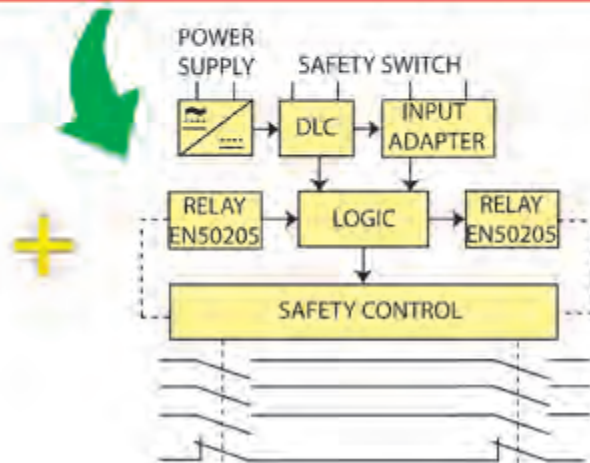 POWER
SUPPLY
SAFETY SWITCH
DLC
INPUT
ADAPTER
RELAY
EN50205
LOGIC
RELAY
EN50205
SAFETY CONTROL